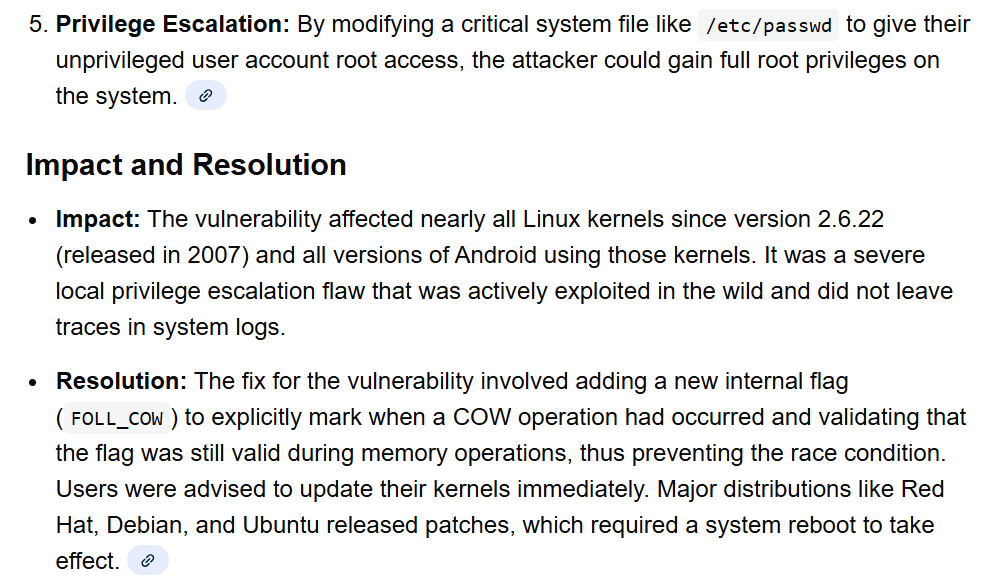 5. Privilege Escalation: By modifying a critical system file like /etc/passwd to give their
unprivileged user account root access, the attacker could gain full root privileges on
the system.
Impact and Resolution
• Impact: The vulnerability affected nearly all Linux kernels since version 2.6.22
(released in 2007) and all versions of Android using those kernels. It was a severe
local privilege escalation flaw that was actively exploited in the wild and did not leave
traces in system logs.
• Resolution: The fix for the vulnerability involved adding a new internal flag
( FOLL_COW ) to explicitly mark when a COW operation had occurred and validating that
the flag was still valid during memory operations, thus preventing the race condition.
Users were advised to update their kernels immediately. Major distributions like Red
Hat, Debian, and Ubuntu released patches, which required a system reboot to take
effect.